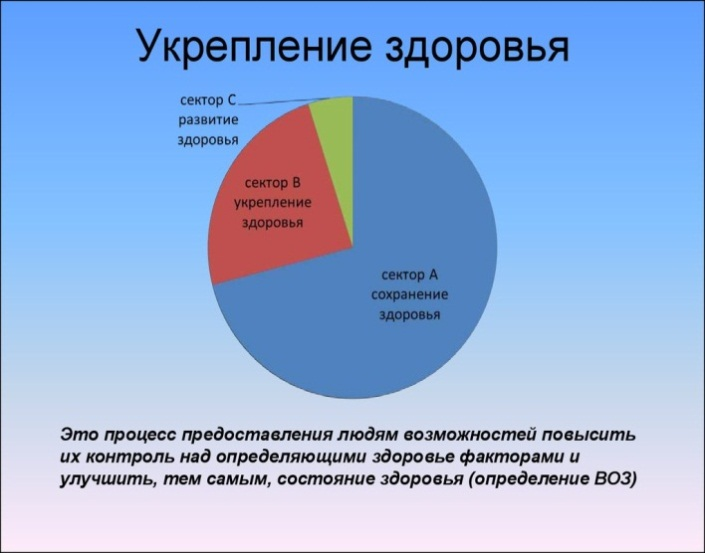 Укрепление здоровья
сектор С
развитие
здоровья
сектор В
укрепление
здоровья
сектор А
сохранение
здоровья
Это процесс предоставления людям возможностей повысить
их контроль над определяющими здоровье факторами и
улучшить, тем самым, состояние здоровья (определение ВОЗ)